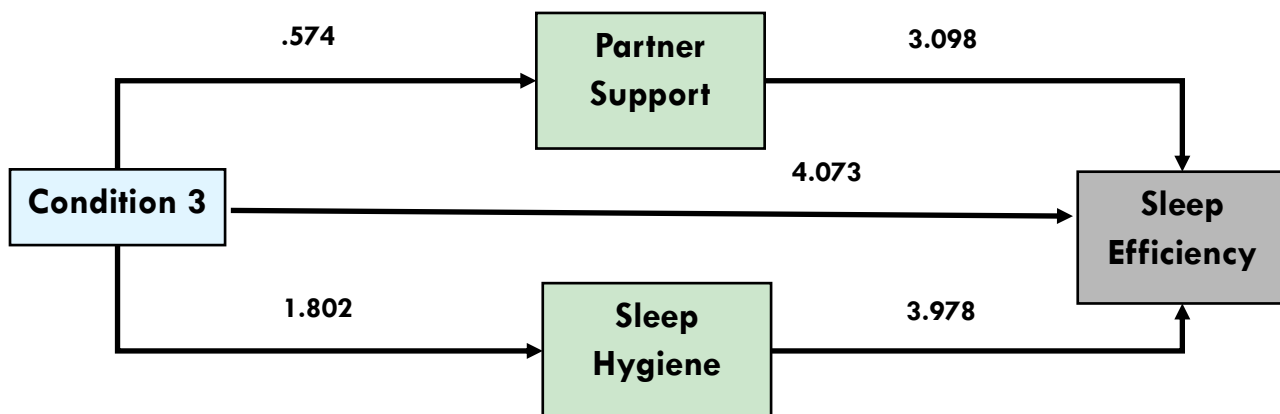 .574
Partner
Support
3.098
Condition 3
4.073
Sleep
Efficiency
1.802
Sleep
Hygiene
3.978